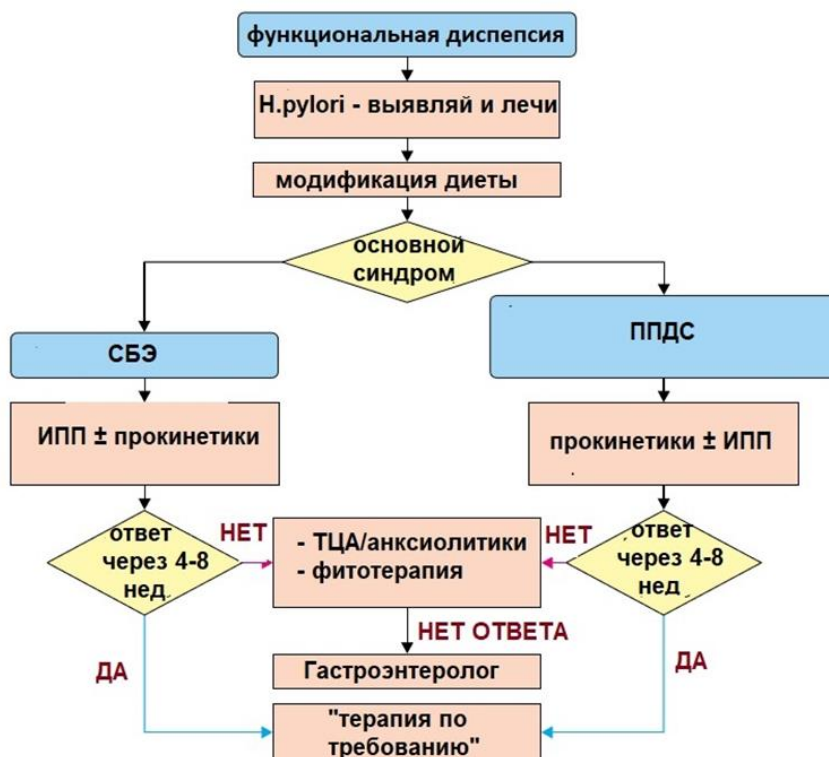 функциональная диспепсия
H.pylori - выявляй и лечи
модификация диеты
основной
синдром
СБЭ
ППДС
ИПП ± прокинетики
прокинетики ± ИПП
ответ
через 4-8
нед
НЕТ
- ТЦА/анксиолитики
- фитотерапия
НЕТ
ответ
через 4-8
нед
НЕТ ОТВЕТА
ДА
Гастроэнтеролог
ДА
"терапия по
требованию"